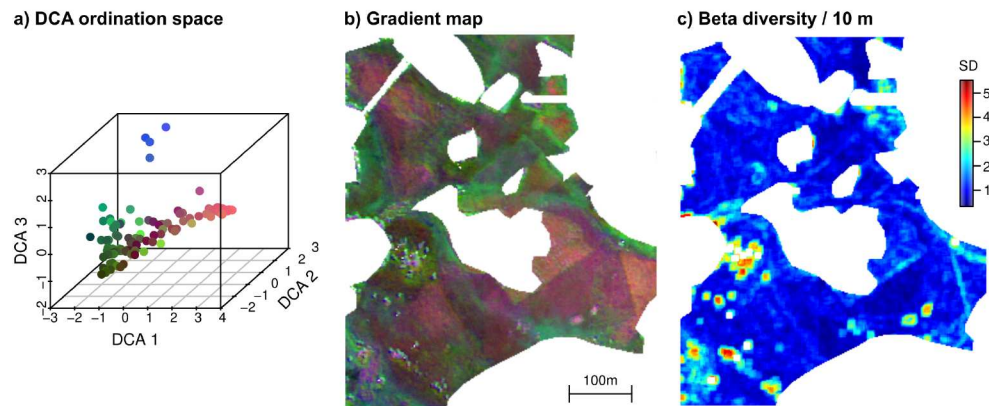 a) DCA ordination space
b) Gradient map
c) Beta diversity / 10 m
SD
5
4
3
2
1
3
2
1
0
−1
−2
DCA 3
−3 −2 −1 0 1 2 3 4
DCA 1
−2
−1
0
1
2
3
DCA 2
100m